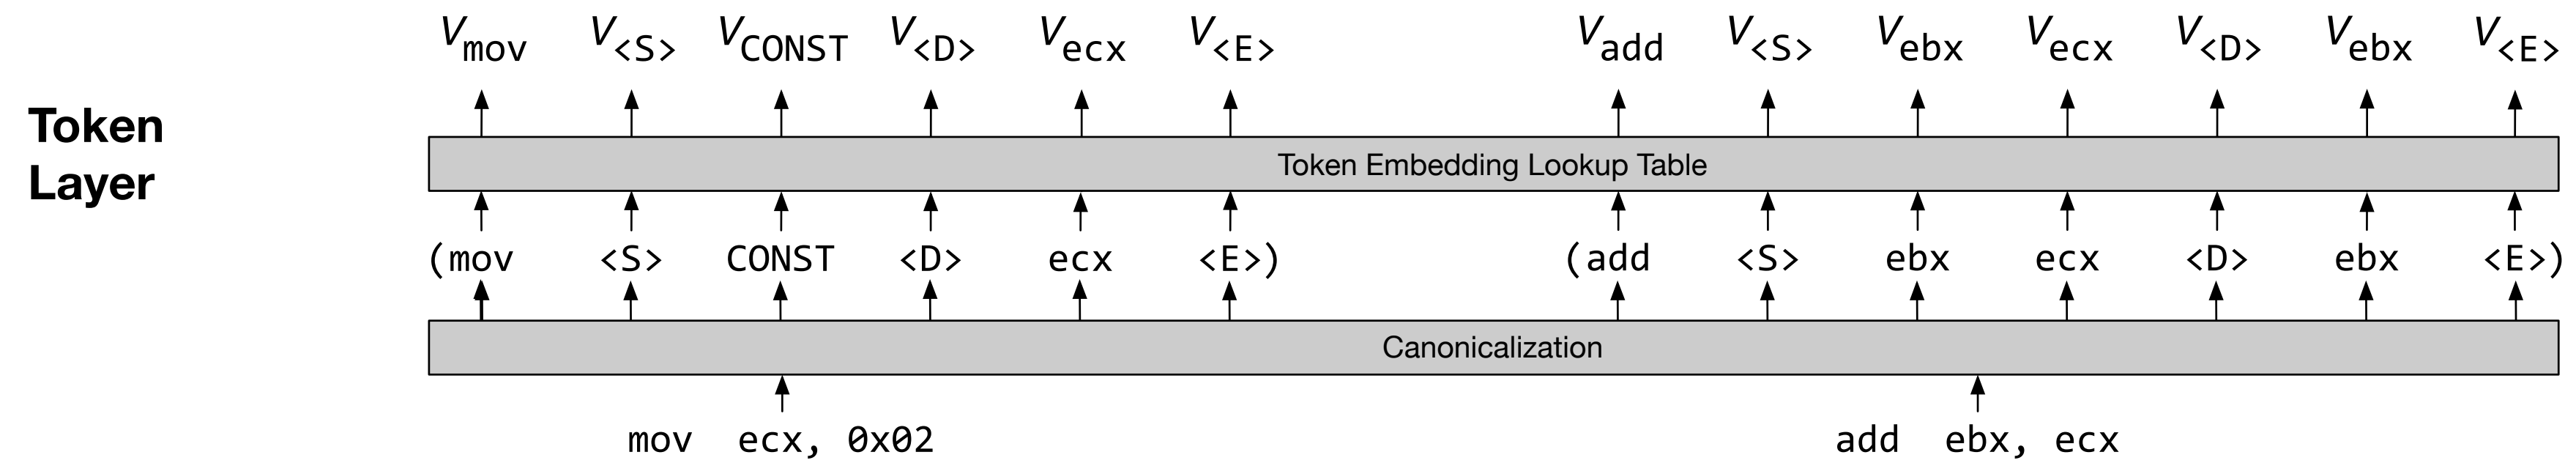 Vmov V<S> VCONST V<D> Vecx V<E> Vadd V<S> Vebx Vecx V<D> Vebx V<E>
Token
Layer
Token Embedding Lookup Table
(mov <S> CONST <D> ecx <E>) (add <S> ebx ecx <D> ebx <E>)
Canonicalization
mov ecx, 0x02 add ebx, ecx